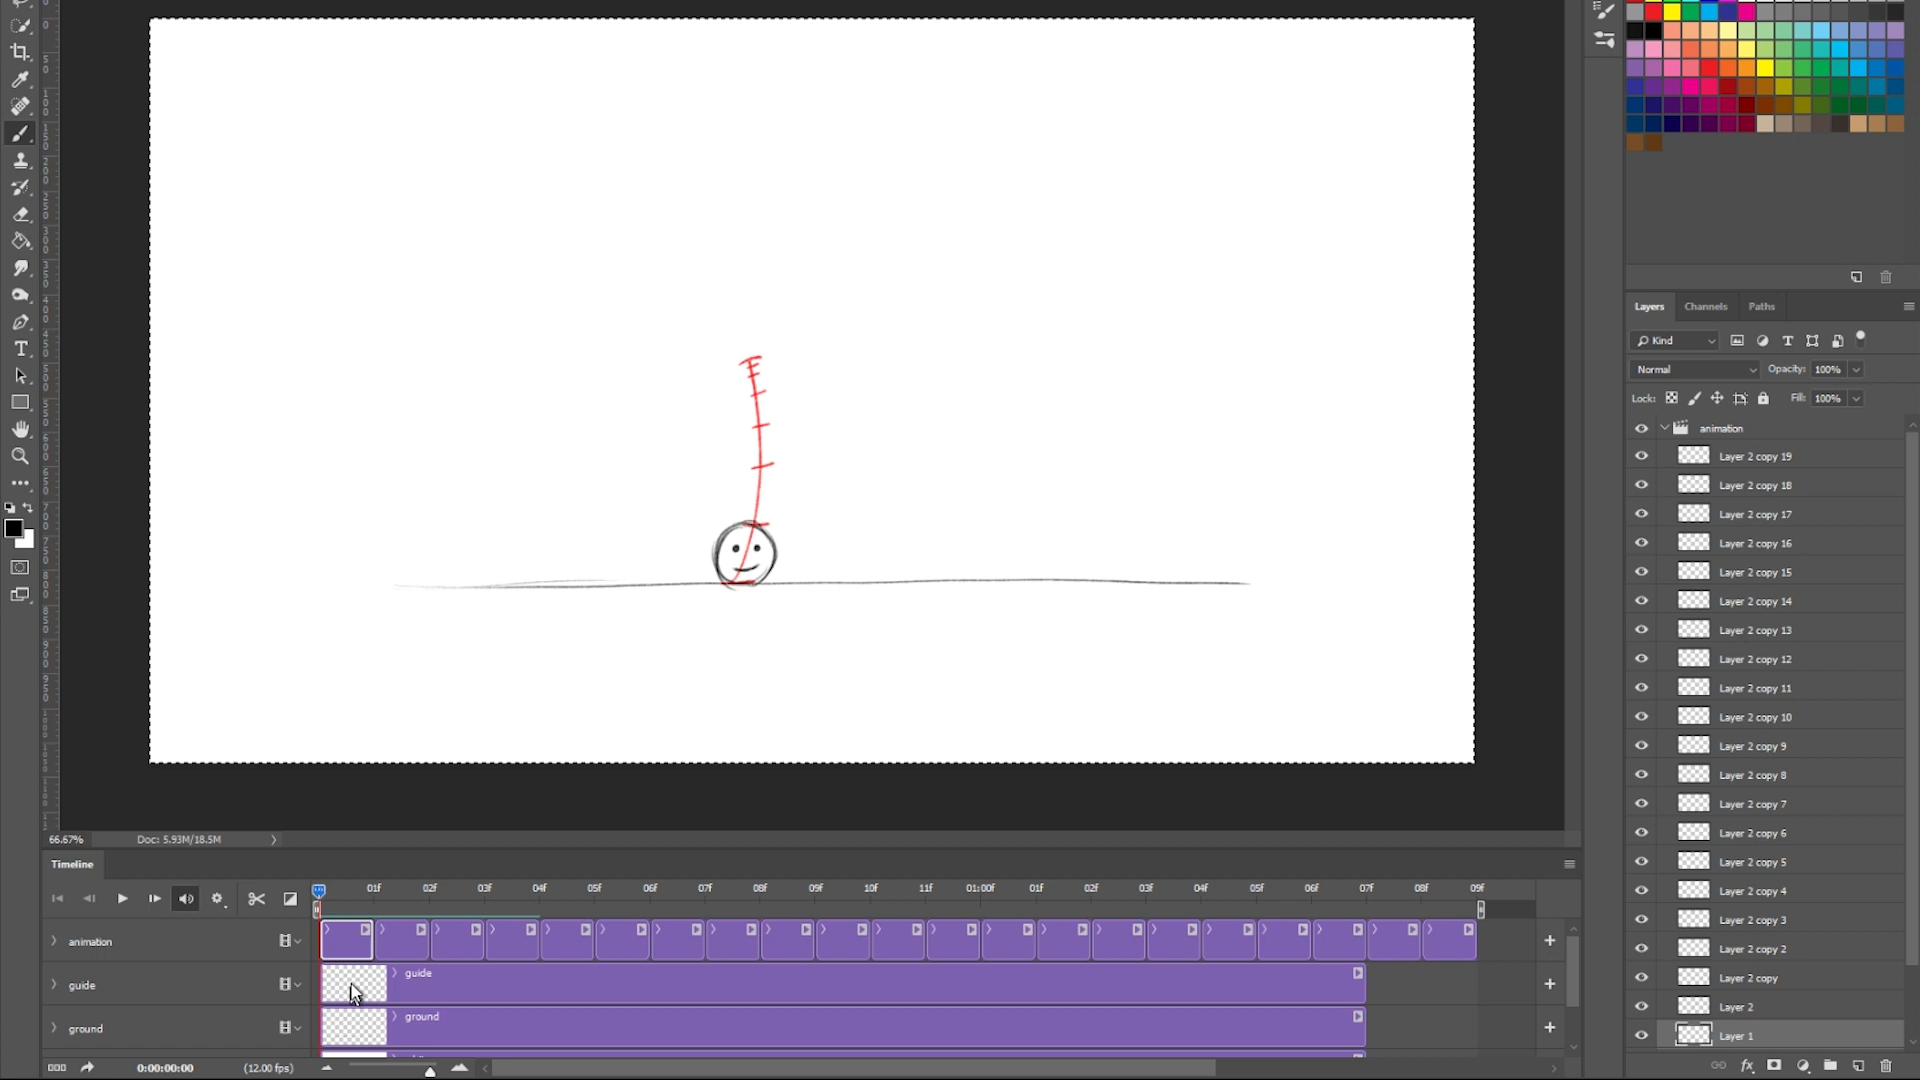 Layers Channels Paths
Kind
Normal Opacity: 100%
Lock: Fill: 100%
animation
Layer 2 copy 19
Layer 2 copy 18
Layer 2 copy 17
Layer 2 copy 16
Layer 2 copy 15
Layer 2 copy 14
Layer 2 copy 13
Layer 2 copy 12
Layer 2 copy 11
Layer 2 copy 10
Layer 2 copy 9
Layer 2 copy 8
Layer 2 copy 7
Layer 2 copy 6
Layer 2 copy 5
Layer 2 copy 4
Layer 2 copy 3
Layer 2 copy 2
Layer 2 copy
Layer 2
Layer 1
fx
66.67% Doc: 5.93M/18.5M
Timeline
01f 02f 03f 04f 05f 06f 07f 08f 09f 10f 11f 01:00f 01f 02f 03f 04f 05f 06f 07f 08f 09f
animation
guide guide
ground ground
0:00:00:00 (12.00 fps)